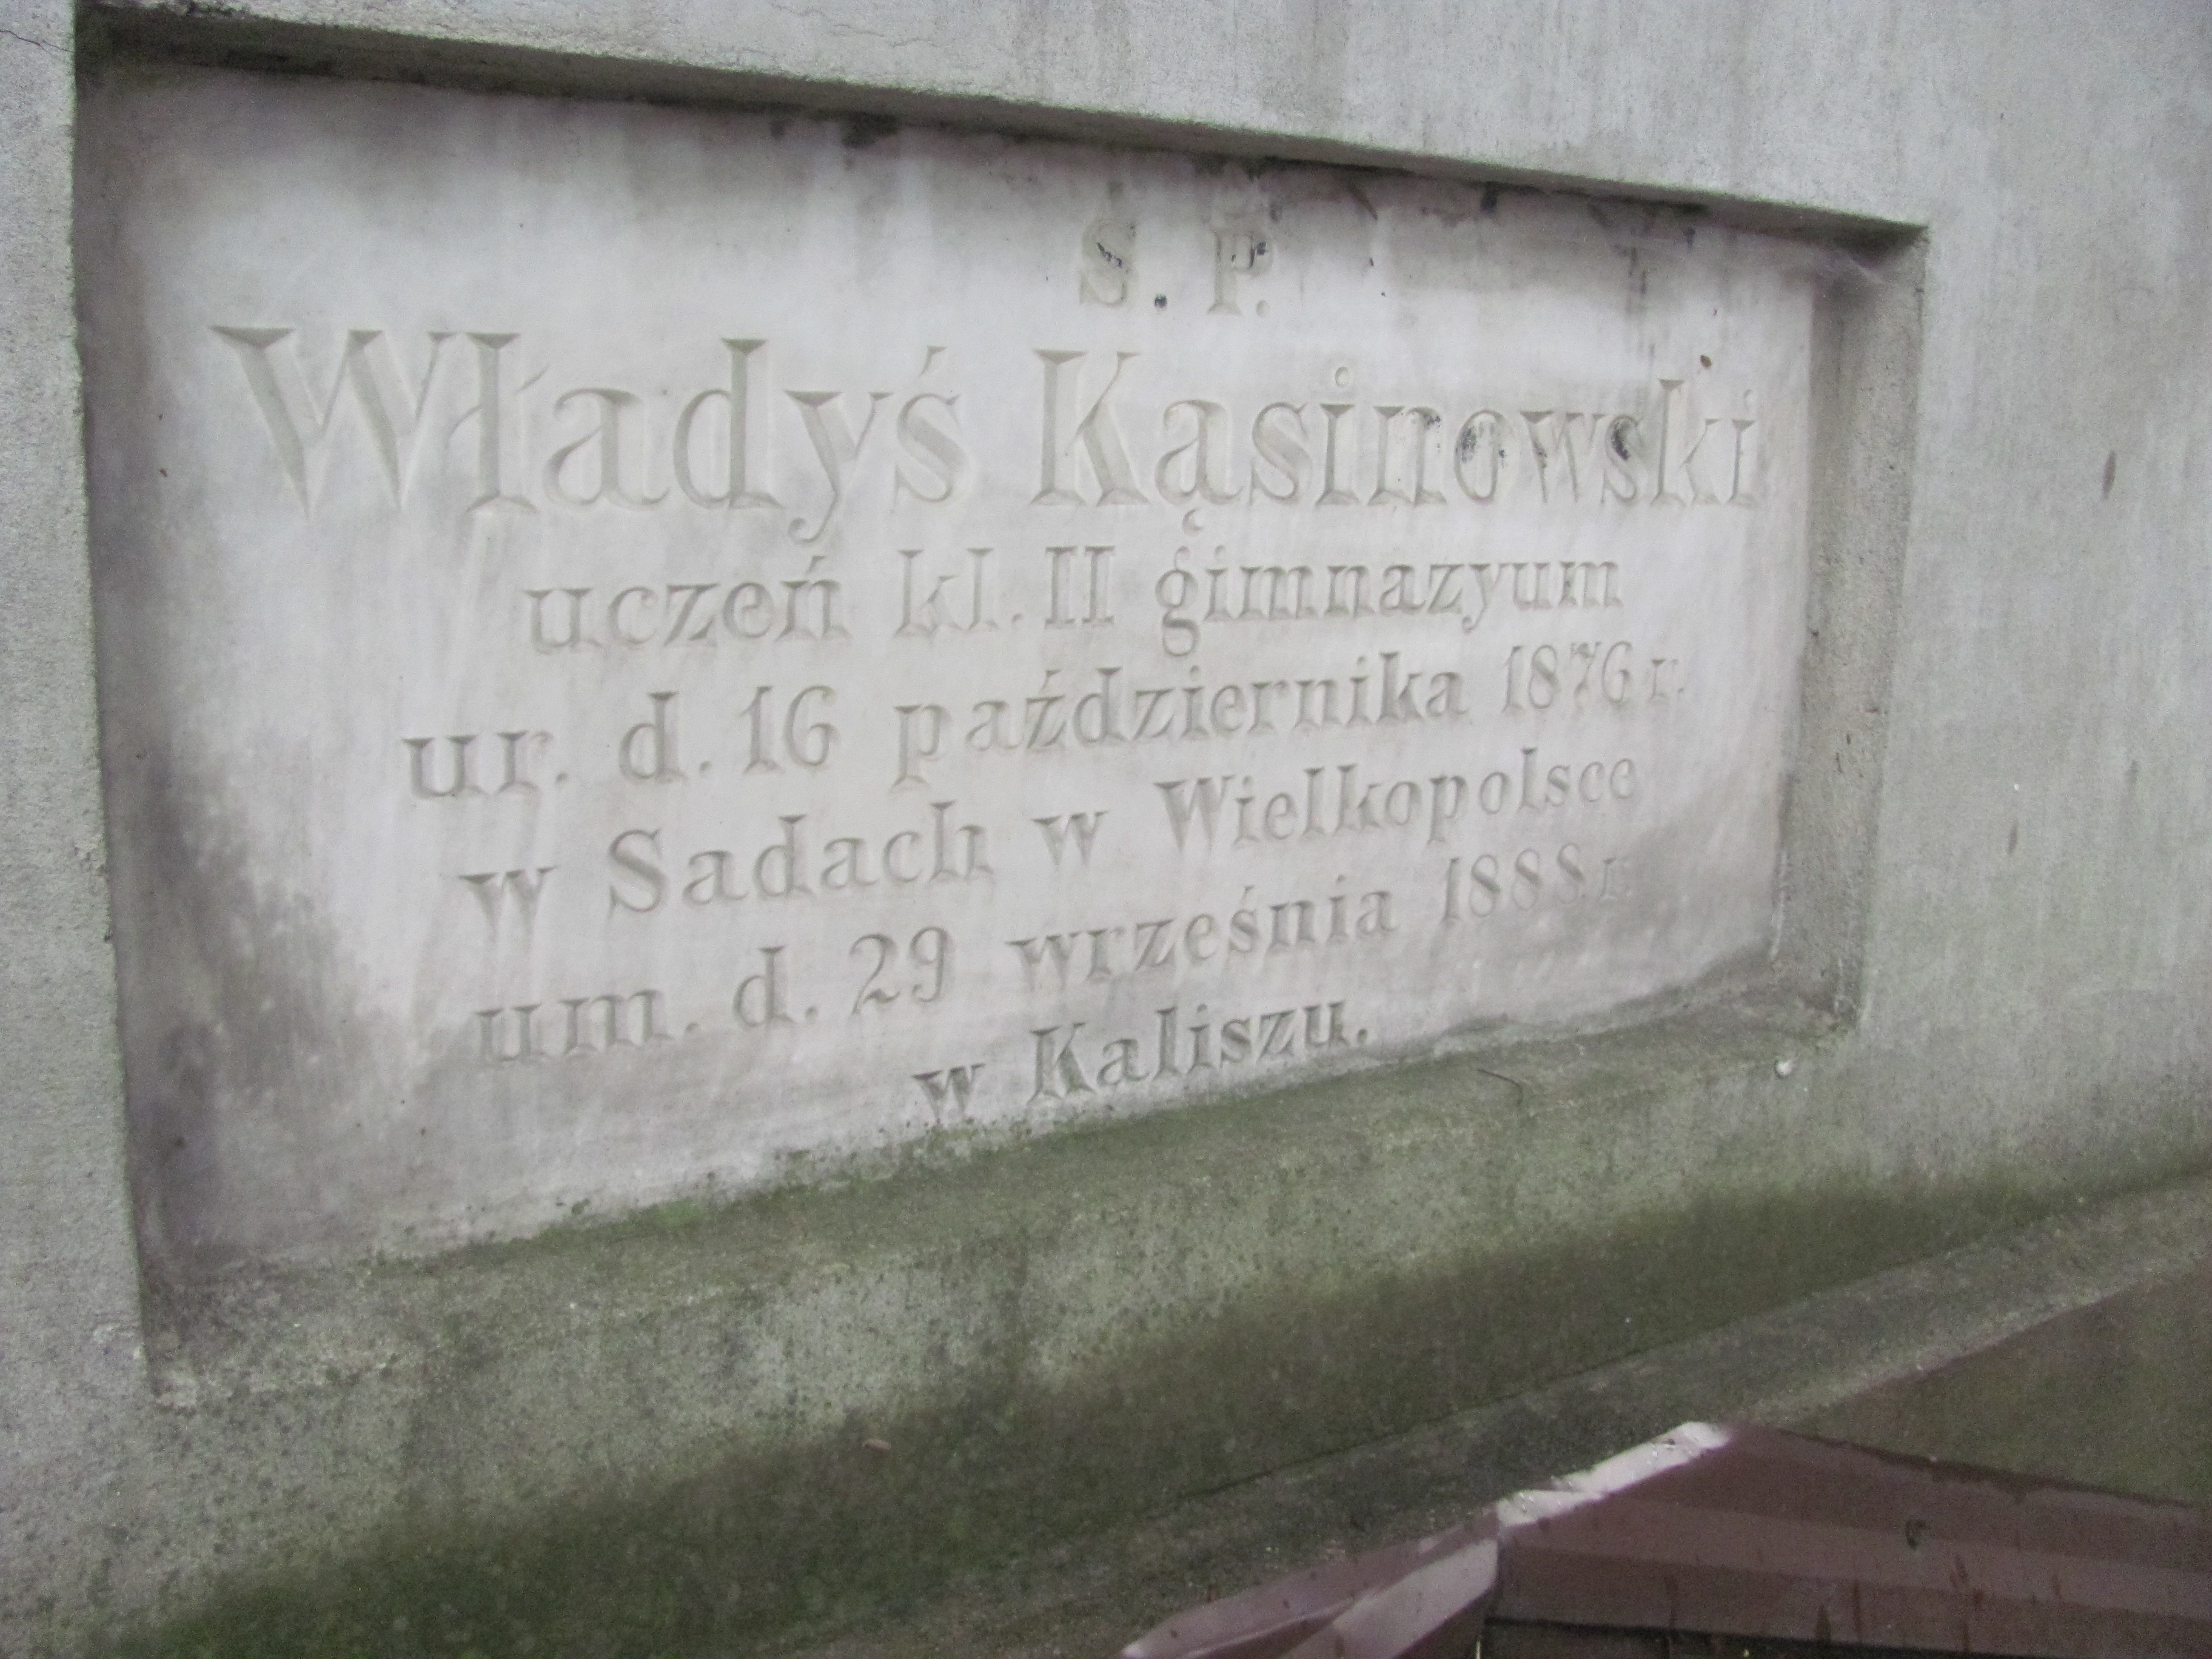 Ś. P.
Władyś Kąsinowski
uczeń kl. II gimnazyum
ur. d. 16 października 1876 r.
w Sadach w Wielkopolsce
um. d. 29 września 1888 r.
w Kaliszu.